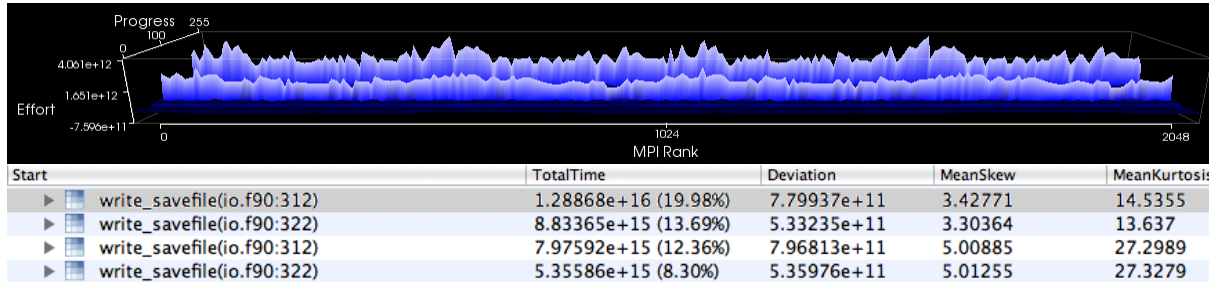 Progress 255
100
0
4.061e+12
1.651e+12
Effort
-7.596e+11
0 1024 2048
MPI Rank
Start TotalTime Deviation MeanSkew MeanKurtosis
write_savefile(io.f90:312) 1.28868e+16 (19.98%) 7.79937e+11 3.42771 14.5355
write_savefile(io.f90:322) 8.83365e+15 (13.69%) 5.33235e+11 3.30364 13.637
write_savefile(io.f90:312) 7.97592e+15 (12.36%) 7.96813e+11 5.00885 27.2989
write_savefile(io.f90:322) 5.35586e+15 (8.30%) 5.35976e+11 5.01255 27.3279